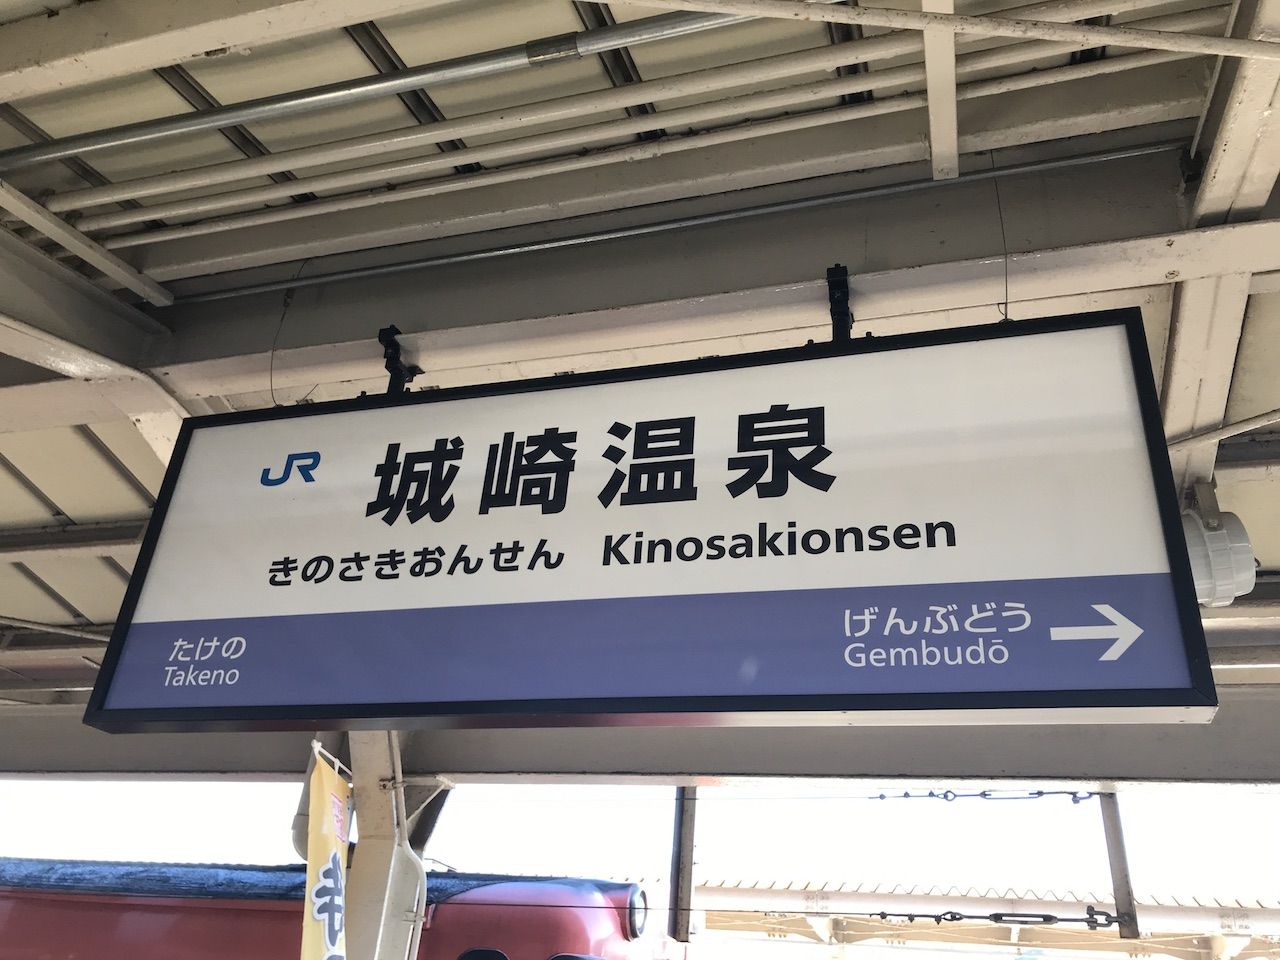 JR 城崎温泉
きのさきおんせん Kinosakionsen
たけの
Takeno
げんぶどう
Gembudō